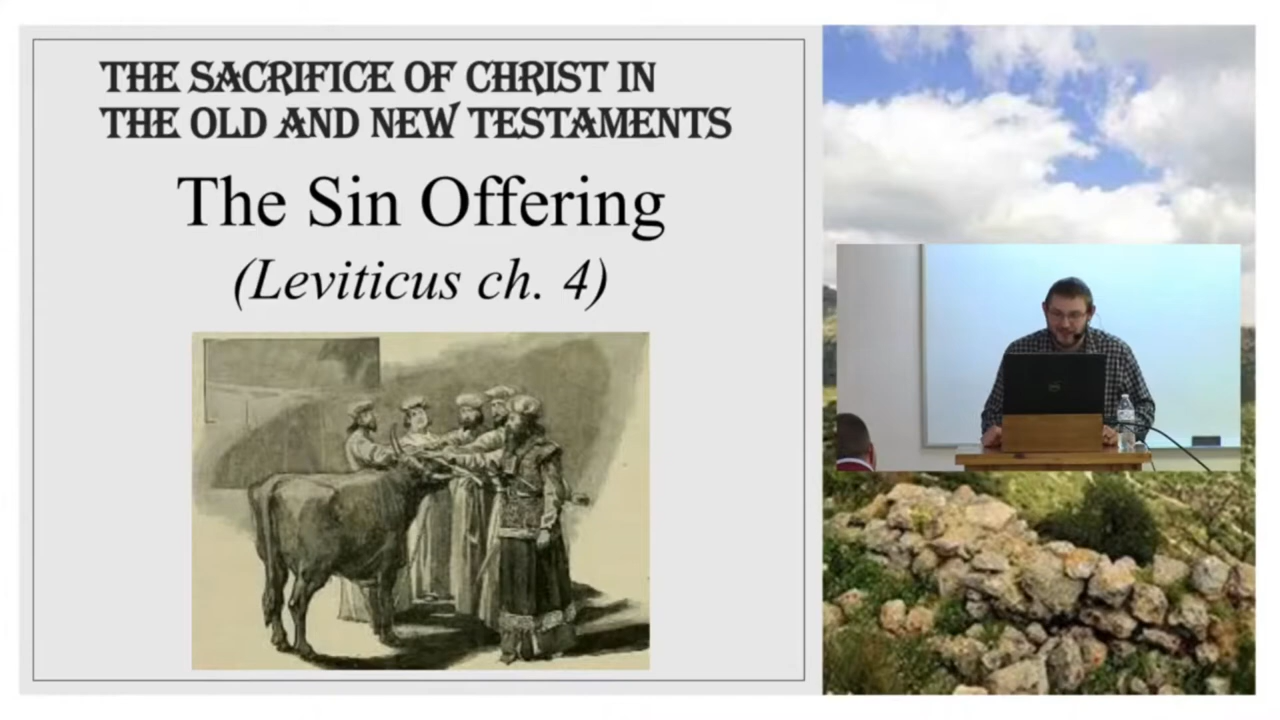 THE SACRIFICE OF CHRIST IN
THE OLD AND NEW TESTAMENTS
The Sin Offering
(Leviticus ch. 4)